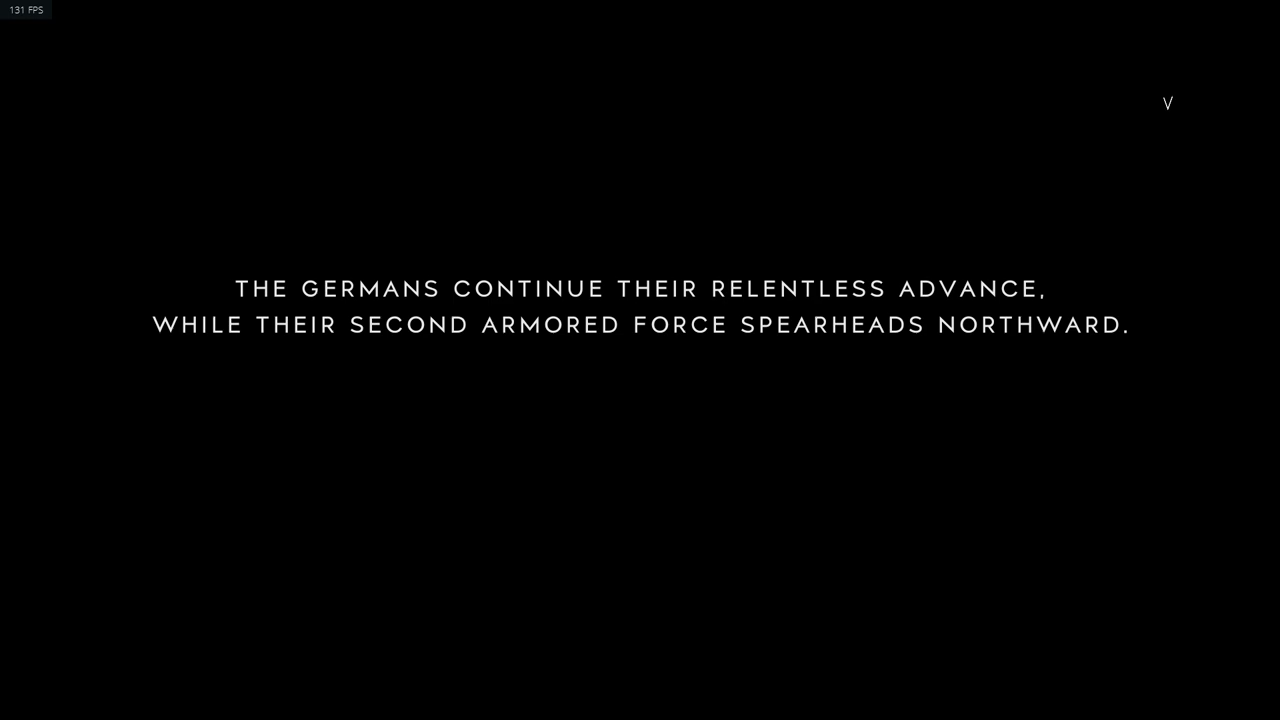 131 FPS
V
THE GERMANS CONTINUE THEIR RELENTLESS ADVANCE,
WHILE THEIR SECOND ARMORED FORCE SPEARHEADS NORTHWARD.